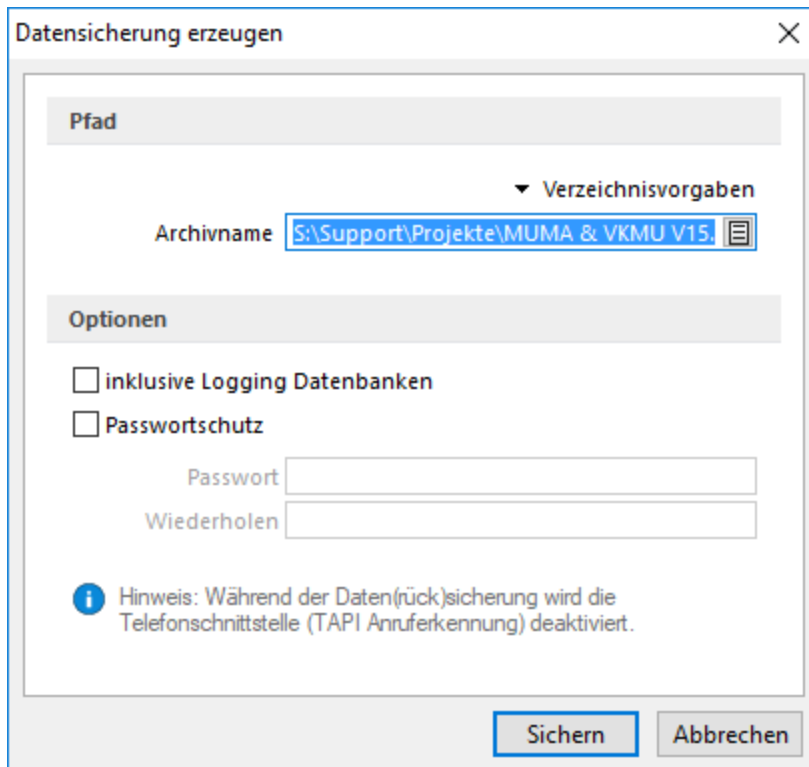 Datensicherung erzeugen
Pfad
Verzeichnisvorgaben
Archivname S:\Support\Projekte\MUMA & VKMU V15.
Optionen
inklusive Logging Datenbanken
Passwortschutz
Passwort
Wiederholen
Hinweis: Während der Daten(rück)sicherung wird die
Telefonschnittstelle (TAPI Anruferkennung) deaktiviert.
Sichern Abbrechen